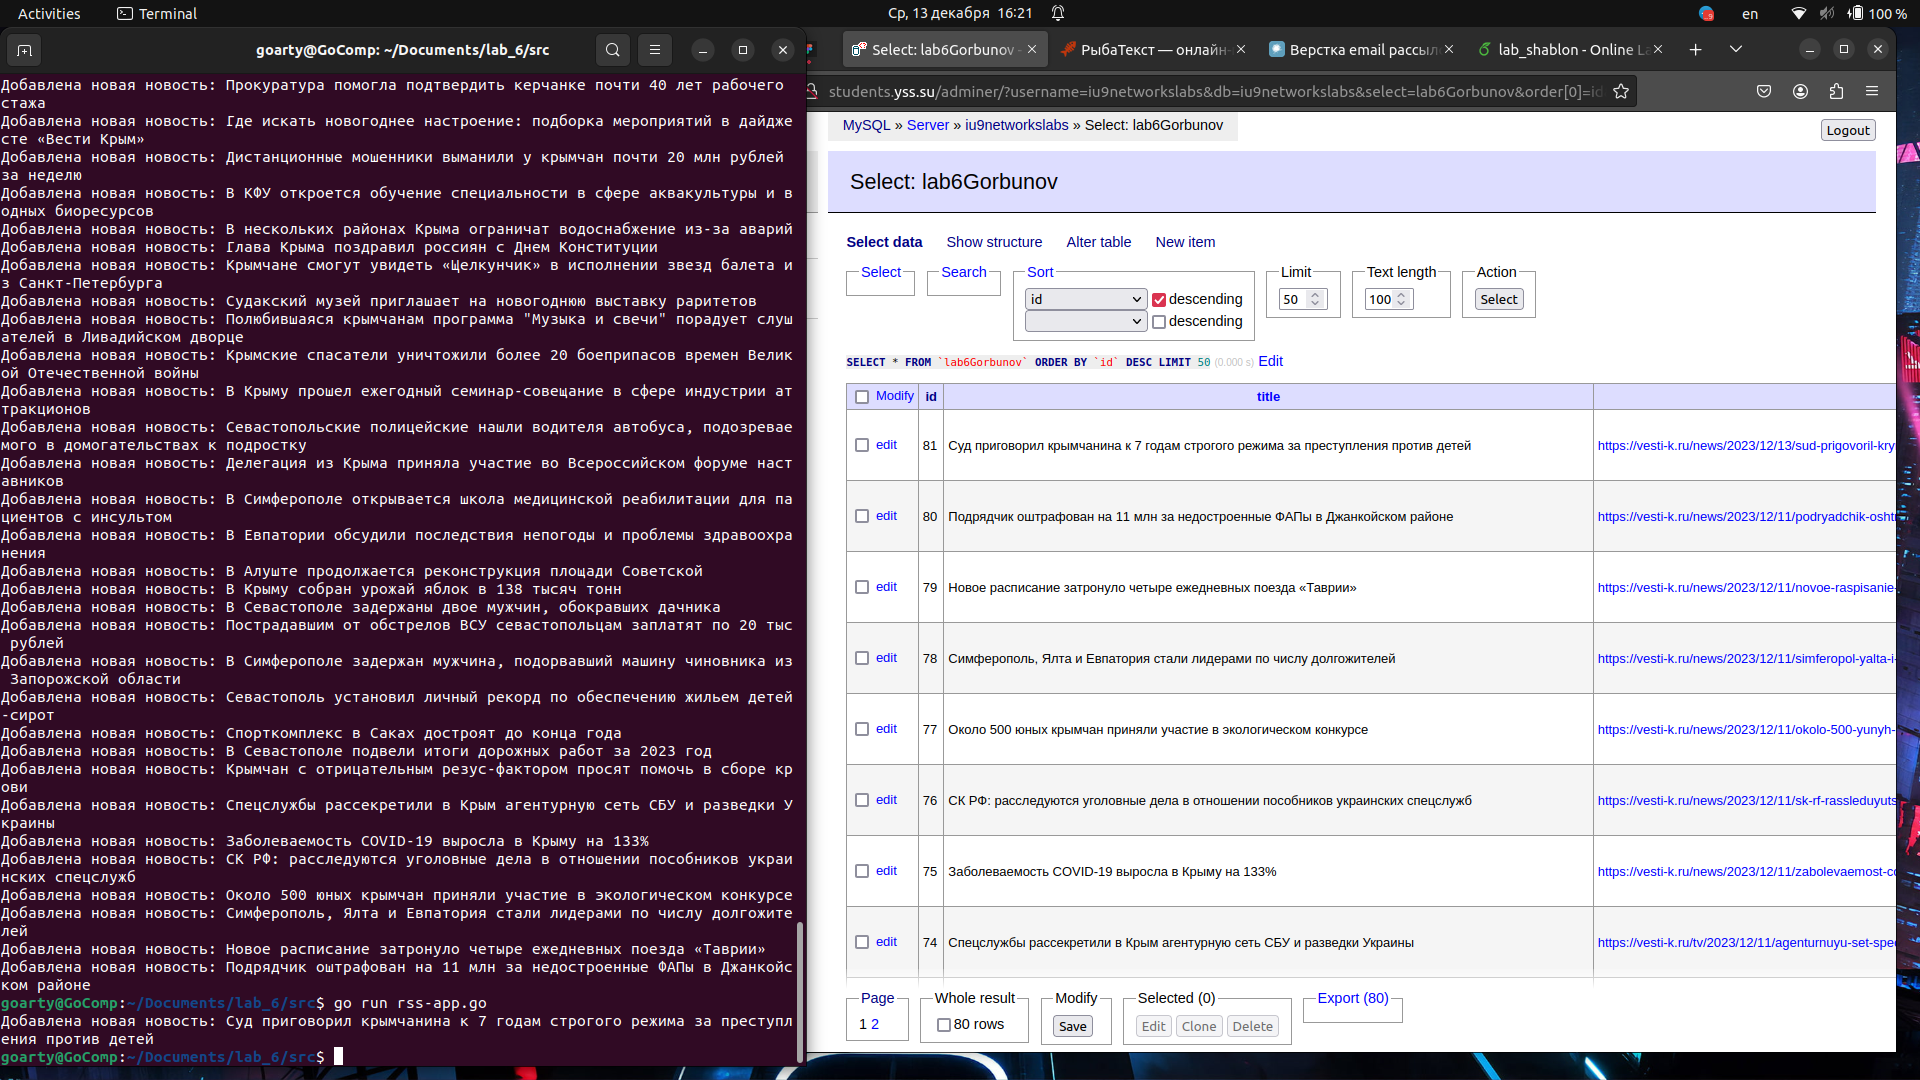 Activities
Terminal
Ср, 13 декабря 16:21
en
100 %
goarty@GoComp: ~/Documents/lab_6/src
Добавлена новая новость: Прокуратура помогла подтвердить керчанке почти 40 лет рабочего
стажа
Добавлена новая новость: Где искать новогоднее настроение: подборка мероприятий в дайдже
сте «Вести Крым»
Добавлена новая новость: Дистанционные мошенники выманили у крымчан почти 20 млн рублей
за неделю
Добавлена новая новость: В КФУ откроется обучение специальности в сфере аквакультуры и в
одных биоресурсов
Добавлена новая новость: В нескольких районах Крыма ограничат водоснабжение из-за аварий
Добавлена новая новость: Глава Крыма поздравил россиян с Днем Конституции
Добавлена новая новость: Крымчане смогут увидеть «Щелкунчик» в исполнении звезд балета и
з Санкт-Петербурга
Добавлена новая новость: Судакский музей приглашает на новогоднюю выставку раритетов
Добавлена новая новость: Полюбившаяся крымчанам программа "Музыка и свечи" порадует слуш
ателей в Ливадийском дворце
Добавлена новая новость: Крымские спасатели уничтожили более 20 боеприпасов времен Велик
ой Отечественной войны
Добавлена новая новость: В Крыму прошел ежегодный семинар-совещание в сфере индустрии ат
тракционов
Добавлена новая новость: Севастопольские полицейские нашли водителя автобуса, подозревае
мого в домогательствах к подростку
Добавлена новая новость: Делегация из Крыма приняла участие во Всероссийском форуме наст
авников
Добавлена новая новость: В Симферополе открывается школа медицинской реабилитации для па
циентов с инсультом
Добавлена новая новость: В Евпатории обсудили последствия непогоды и проблемы здравоохра
нения
Добавлена новая новость: В Алуште продолжается реконструкция площади Советской
Добавлена новая новость: В Крыму собран урожай яблок в 138 тысяч тонн
Добавлена новая новость: В Севастополе задержаны двое мужчин, обокравших дачника
Добавлена новая новость: Пострадавшим от обстрелов ВСУ севастопольцам заплатят по 20 тыс
рублей
Добавлена новая новость: В Симферополе задержан мужчина, подорвавший машину чиновника из
Запорожской области
Добавлена новая новость: Севастополь установил личный рекорд по обеспечению жильем детей
-сирот
Добавлена новая новость: Спорткомплекс в Саках достроят до конца года
Добавлена новая новость: В Севастополе подвели итоги дорожных работ за 2023 год
Добавлена новая новость: Крымчан с отрицательным резус-фактором просят помочь в сборе кр
ови
Добавлена новая новость: Спецслужбы рассекретили в Крым агентурную сеть СБУ и разведки У
краины
Добавлена новая новость: Заболеваемость COVID-19 выросла в Крыму на 133%
Добавлена новая новость: СК РФ: расследуются уголовные дела в отношении пособников украи
нских спецслужб
Добавлена новая новость: Около 500 юных крымчан приняли участие в экологическом конкурсе
Добавлена новая новость: Симферополь, Ялта и Евпатория стали лидерами по числу долгожите
лей
Добавлена новая новость: Новое расписание затронуло четыре ежедневных поезда «Таврии»
Добавлена новая новость: Подрядчик оштрафован на 11 млн за недостроенные ФАПы в Джанкойс
ком районе
goarty@GoComp:~/Documents/lab_6/src$ go run rss-app.go
Добавлена новая новость: Суд приговорил крымчанина к 7 годам строгого режима за преступл
ения против детей
goarty@GoComp:~/Documents/lab_6/src$
Select: lab6Gorbunov -
РыбаТекст — онлайн-
Верстка email рассыл
lab_shablon - Online La
students.yss.su/adminer/?username=iu9networkslabs&db=iu9networkslabs&select=lab6Gorbunov&order[0]=id
MySQL » Server » iu9networkslabs » Select: lab6Gorbunov
Logout
Select: lab6Gorbunov
Select data Show structure Alter table New item
Select Search Sort Limit Text length Action
id descending 50 100 Select
descending
SELECT * FROM `lab6Gorbunov` ORDER BY `id` DESC LIMIT 50 (0.000 s) Edit
Modify id title
edit 81 Суд приговорил крымчанина к 7 годам строгого режима за преступления против детей https://vesti-k.ru/news/2023/12/13/sud-prigovoril-kry
edit 80 Подрядчик оштрафован на 11 млн за недостроенные ФАПы в Джанкойском районе https://vesti-k.ru/news/2023/12/11/podryadchik-osht
edit 79 Новое расписание затронуло четыре ежедневных поезда «Таврии» https://vesti-k.ru/news/2023/12/11/novoe-raspisanie-
edit 78 Симферополь, Ялта и Евпатория стали лидерами по числу долгожителей https://vesti-k.ru/news/2023/12/11/simferopol-yalta-i-
edit 77 Около 500 юных крымчан приняли участие в экологическом конкурсе https://vesti-k.ru/news/2023/12/11/okolo-500-yunyh-
edit 76 СК РФ: расследуются уголовные дела в отношении пособников украинских спецслужб https://vesti-k.ru/news/2023/12/11/sk-rf-rassleduyuts
edit 75 Заболеваемость COVID-19 выросла в Крыму на 133% https://vesti-k.ru/news/2023/12/11/zabolevaemost-co
edit 74 Спецслужбы рассекретили в Крым агентурную сеть СБУ и разведки Украины https://vesti-k.ru/tv/2023/12/11/agenturnuyu-set-spe
Page Whole result Modify Selected (0) Export (80)
1 2 80 rows Save Edit Clone Delete